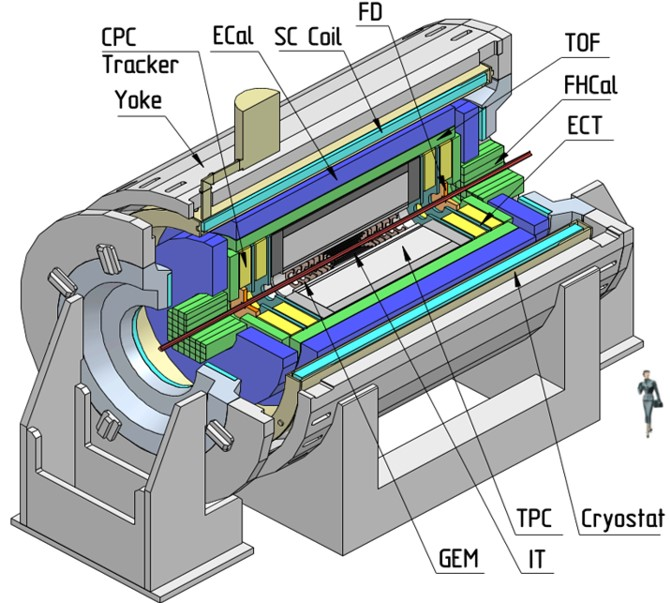 FD
CPC
Tracker
ECal
SC Coil
TOF
Yoke
FHCal
ECT
TPC
Cryostat
GEM
IT